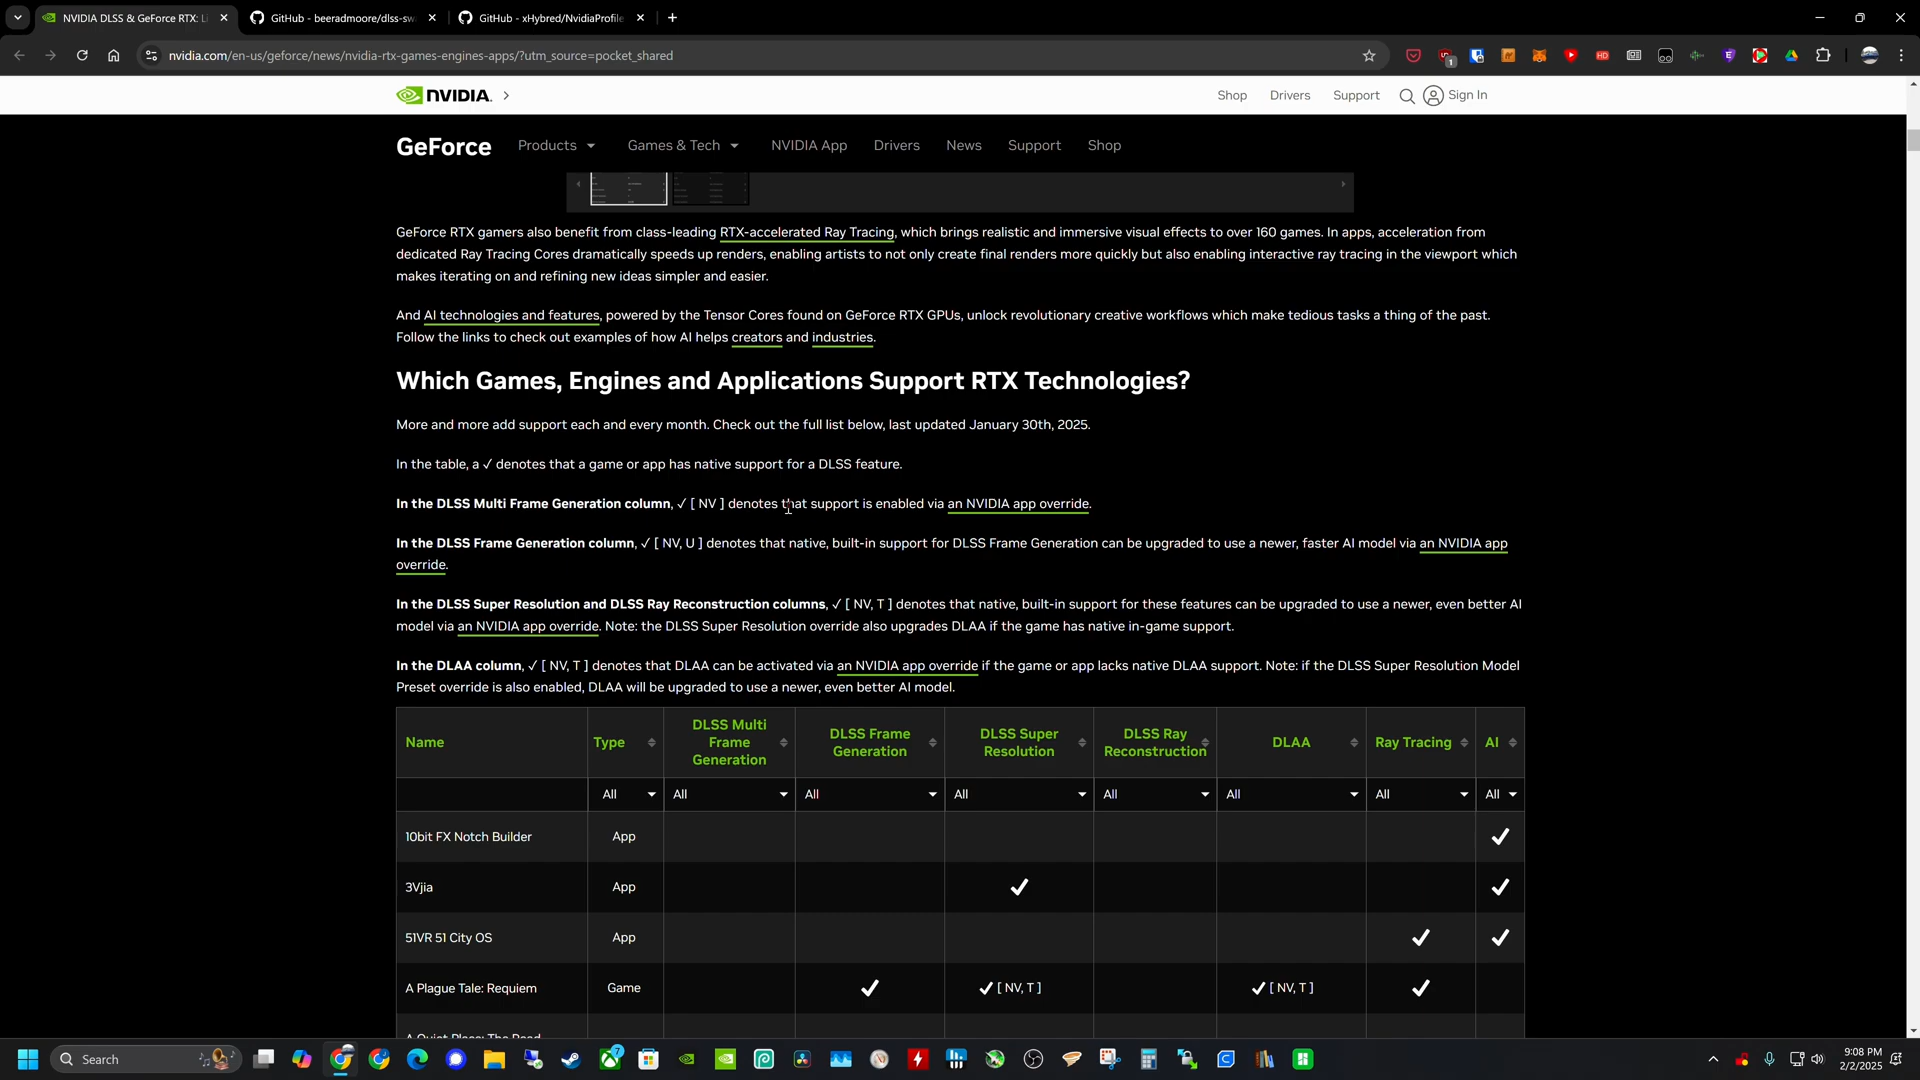 NVIDIA DLSS & GeForce RTX: Li
GitHub - beeradmoore/dlss-sw
GitHub - xHybred/NvidiaProfile
nvidia.com/en-us/geforce/news/nvidia-rtx-games-engines-apps/?utm_source=pocket_shared
NVIDIA.
Shop
Drivers
Support
Sign In
GeForce
Products
Games & Tech
NVIDIA App
Drivers
News
Support
Shop
GeForce RTX gamers also benefit from class-leading RTX-accelerated Ray Tracing, which brings realistic and immersive visual effects to over 160 games. In apps, acceleration from
dedicated Ray Tracing Cores dramatically speeds up renders, enabling artists to not only create final renders more quickly but also enabling interactive ray tracing in the viewport which
makes iterating on and refining new ideas simpler and easier.
And AI technologies and features, powered by the Tensor Cores found on GeForce RTX GPUs, unlock revolutionary creative workflows which make tedious tasks a thing of the past.
Follow the links to check out examples of how AI helps creators and industries.
Which Games, Engines and Applications Support RTX Technologies?
More and more add support each and every month. Check out the full list below, last updated January 30th, 2025.
In the table, a ✓ denotes that a game or app has native support for a DLSS feature.
In the DLSS Multi Frame Generation column, ✓ [ NV ] denotes that support is enabled via an NVIDIA app override.
In the DLSS Frame Generation column, ✓ [ NV, U ] denotes that native, built-in support for DLSS Frame Generation can be upgraded to use a newer, faster AI model via an NVIDIA app
override.
In the DLSS Super Resolution and DLSS Ray Reconstruction columns, ✓ [ NV, T ] denotes that native, built-in support for these features can be upgraded to use a newer, even better AI
model via an NVIDIA app override. Note: the DLSS Super Resolution override also upgrades DLAA if the game has native in-game support.
In the DLAA column, ✓ [ NV, T ] denotes that DLAA can be activated via an NVIDIA app override if the game or app lacks native DLAA support. Note: if the DLSS Super Resolution Model
Preset override is also enabled, DLAA will be upgraded to use a newer, even better AI model.
Name
Type
DLSS Multi
Frame
Generation
DLSS Frame
Generation
DLSS Super
Resolution
DLSS Ray
Reconstruction
DLAA
Ray Tracing
AI
All
All
All
All
All
All
All
All
10bit FX Notch Builder
App
✓
3Vjia
App
✓
✓
51VR 51 City OS
App
✓
✓
A Plague Tale: Requiem
Game
✓
✓ [ NV, T ]
✓ [ NV, T ]
✓
A Quiet Place: The Road
Search
9:08 PM
2/2/2025